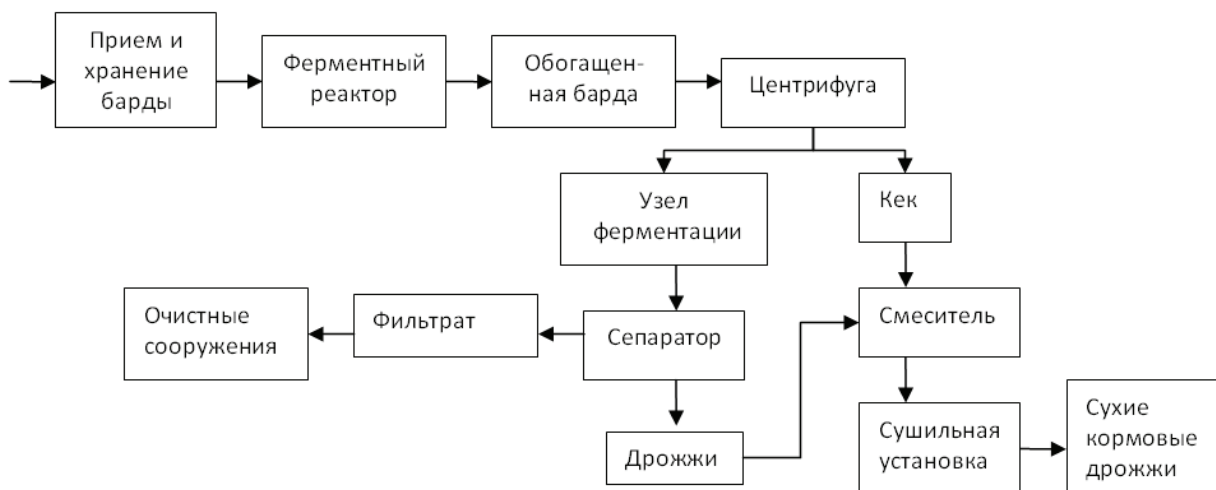 Прием и
хранение
барды
Ферментный
реактор
Обогащен-
ная барда
Центрифуга
Узел
ферментации
Кек
Очистные
сооружения
Фильтрат
Сепаратор
Смеситель
Дрожжи
Сушильная
установка
Сухие
кормовые
дрожжи